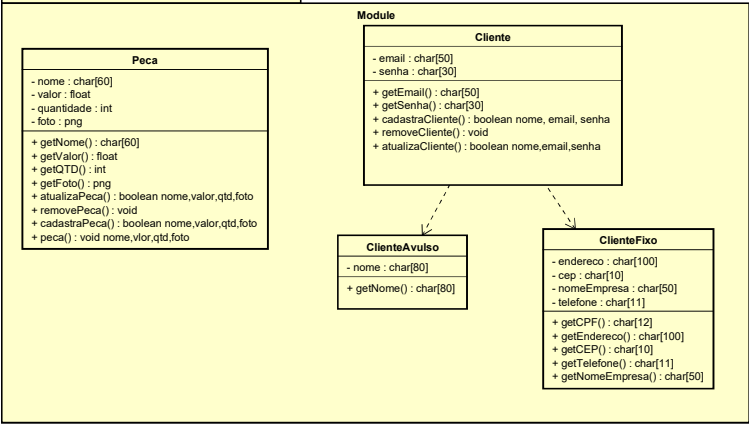 Module
Peca
- nome : char[60]
- valor : float
- quantidade : int
- foto : png
+ getNome() : char[60]
+ getValor() : float
+ getQTD() : int
+ getFoto() : png
+ atualizaPeca() : boolean nome,valor,qtd,foto
+ removePeca() : void
+ cadastraPeca() : boolean nome,valor,qtd,foto
+ peca() : void nome,vlor,qtd,foto
Cliente
- email : char[50]
- senha : char[30]
+ getEmail() : char[50]
+ getSenha() : char[30]
+ cadastraCliente() : boolean nome, email, senha
+ removeCliente() : void
+ atualizaCliente() : boolean nome,email,senha
ClienteAvulso
- nome : char[80]
+ getNome() : char[80]
ClienteFixo
- endereco : char[100]
- cep : char[10]
- nomeEmpresa : char[50]
- telefone : char[11]
+ getCPF() : char[12]
+ getEndereco() : char[100]
+ getCEP() : char[10]
+ getTelefone() : char[11]
+ getNomeEmpresa() : char[50]